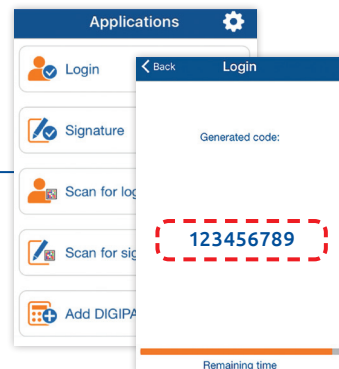 Applications
Login
Signature
Scan for log
Scan for sig
Add DIGIPA
Back Login
Generated code:
123456789
Remaining time